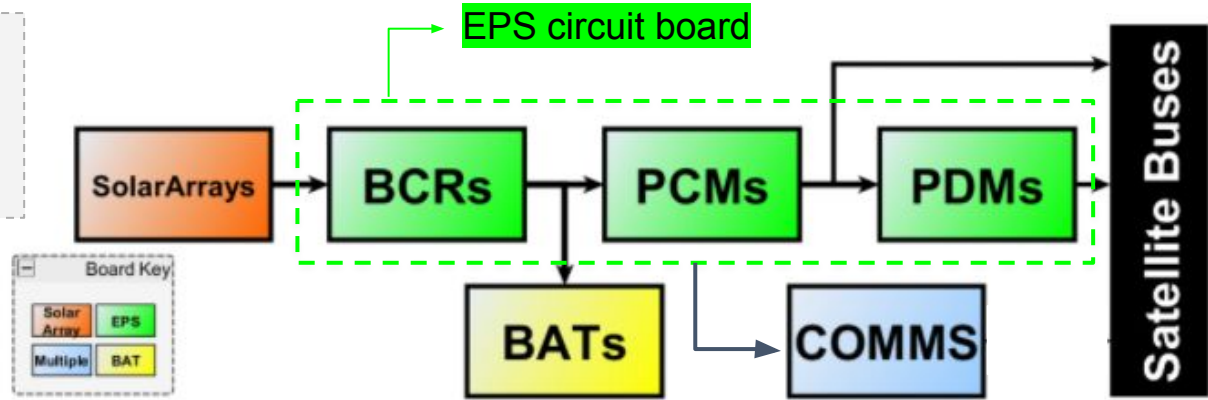 EPS circuit board
SolarArrays
BCRs
PCMs
PDMs
Satellite Buses
BATs
COMMS
Board Key
Solar
Array
EPS
Multiple
BAT